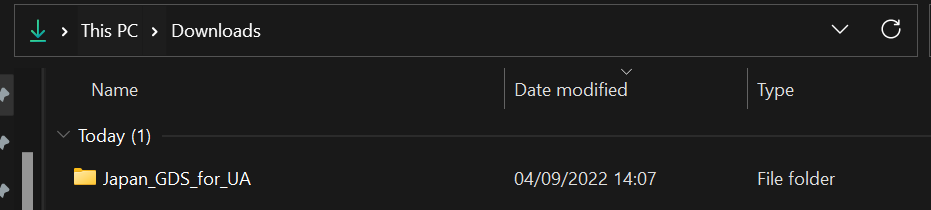 This PC Downloads
Name Date modified Type
Today (1)
Japan_GDS_for_UA 04/09/2022 14:07 File folder